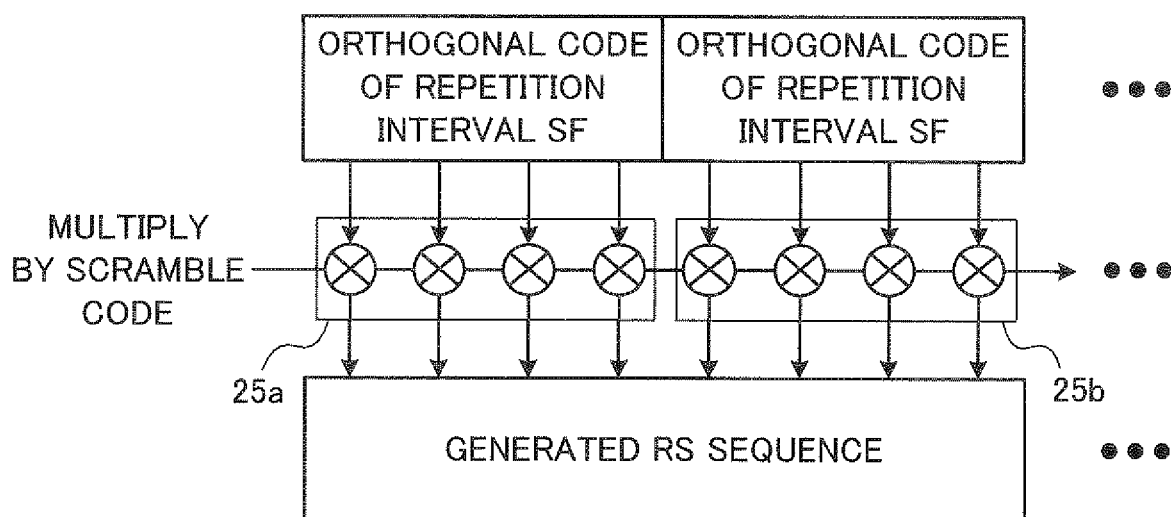 ORTHOGONAL CODE
OF REPETITION
INTERVAL SF
ORTHOGONAL CODE
OF REPETITION
INTERVAL SF
MULTIPLY
BY SCRAMBLE
CODE
25a
25b
GENERATED RS SEQUENCE